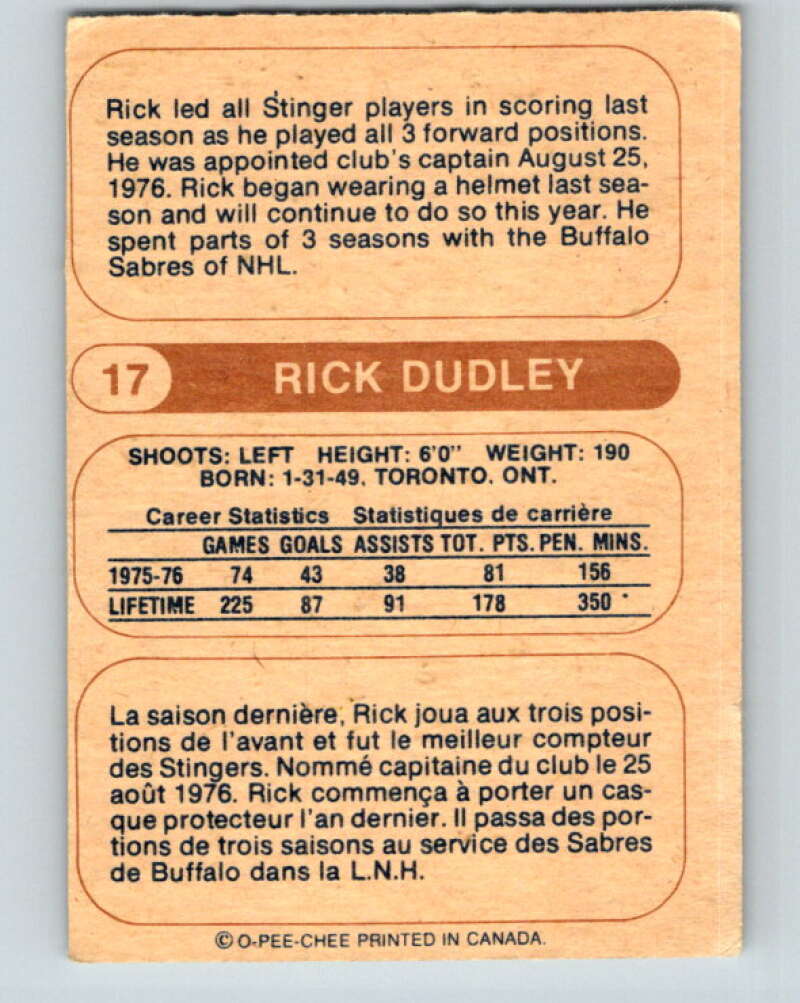 Rick led all Stinger players in scoring last
season as he played all 3 forward positions.
He was appointed club's captain August 25,
1976. Rick began wearing a helmet last sea-
son and will continue to do so this year. He
spent parts of 3 seasons with the Buffalo
Sabres of NHL.
17 RICK DUDLEY
SHOOTS: LEFT HEIGHT: 6'0" WEIGHT: 190
BORN: 1-31-49, TORONTO, ONT.
Career Statistics Statistiques de carrière
GAMES GOALS ASSISTS TOT. PTS. PEN. MINS.
1975-76 74 43 38 81 156
LIFETIME 225 87 91 178 350
La saison dernière, Rick joua aux trois posi-
tions de l'avant et fut le meilleur compteur
des Stingers. Nommé capitaine du club le 25
août 1976. Rick commença à porter un cas-
que protecteur l'an dernier. Il passa des por-
tions de trois saisons au service des Sabres
de Buffalo dans la L.N.H.
© O-PEE-CHEE PRINTED IN CANADA.